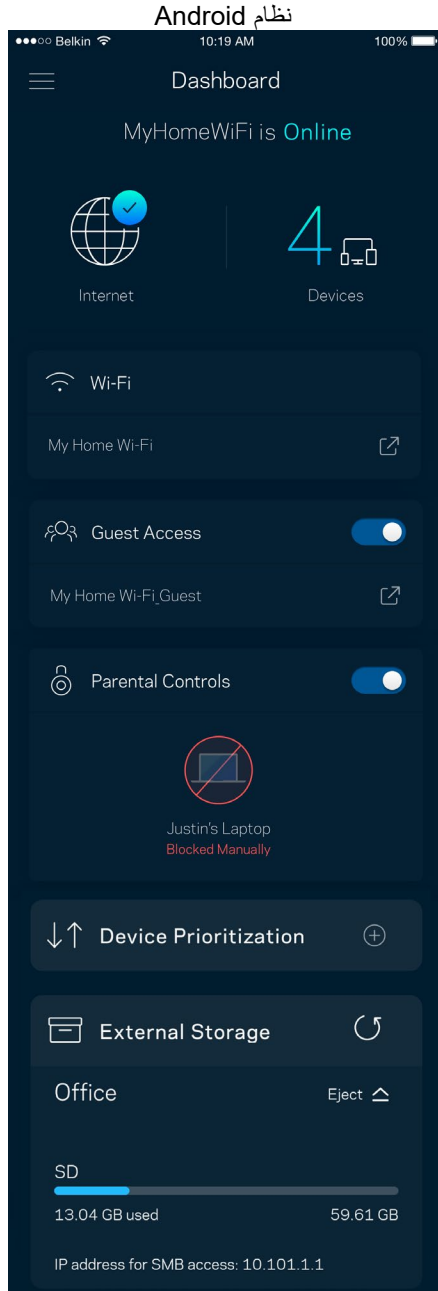 نظام Android
Belkin 10:19 AM 100%
Dashboard
MyHomeWiFi is Online
4
Internet Devices
Wi-Fi
My Home Wi-Fi
Guest Access
My Home Wi-Fi_Guest
Parental Controls
Justin's Laptop
Blocked Manually
Device Prioritization
External Storage
Office Eject
SD
13.04 GB used 59.61 GB
IP address for SMB access: 10.101.1.1